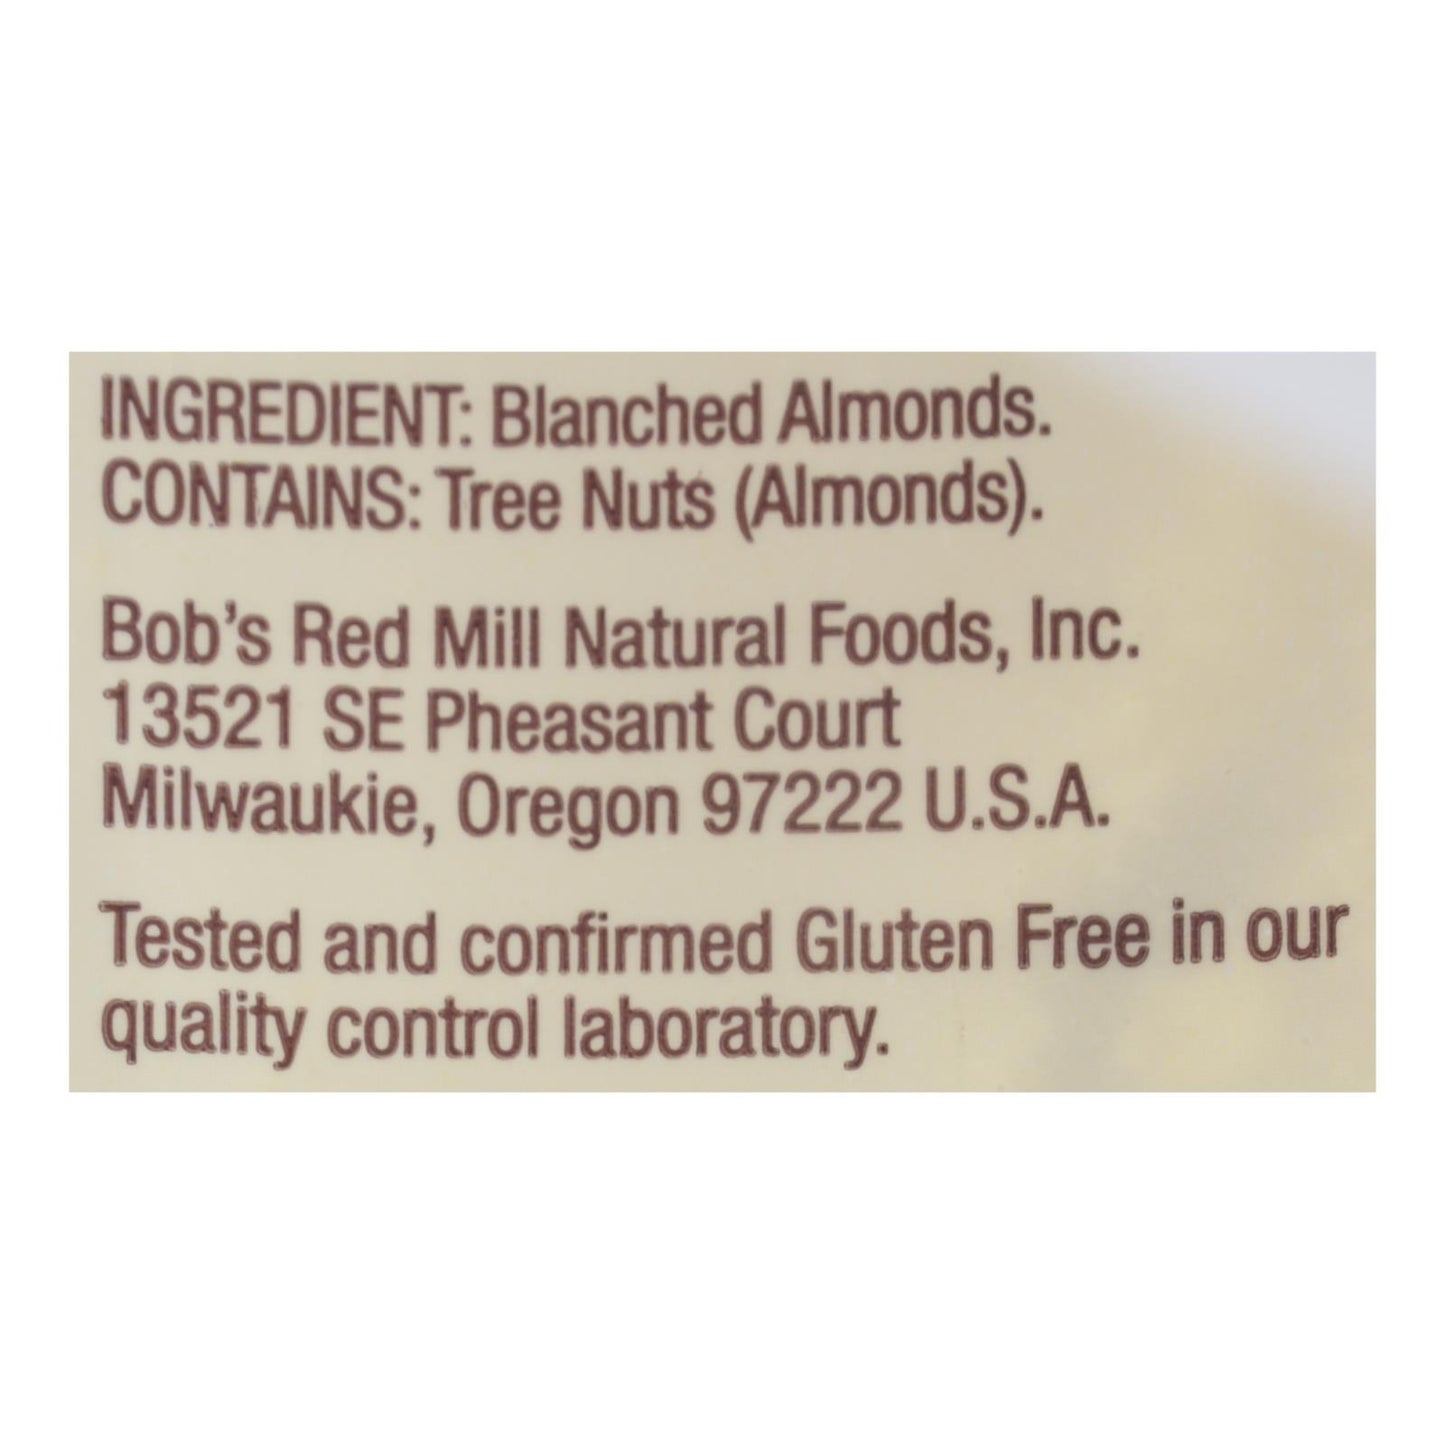 INGREDIENT: Blanched Almonds.
CONTAINS: Tree Nuts (Almonds).
Bob's Red Mill Natural Foods, Inc.
13521 SE Pheasant Court
Milwaukie, Oregon 97222 U.S.A.
Tested and confirmed Gluten Free in our
quality control laboratory.